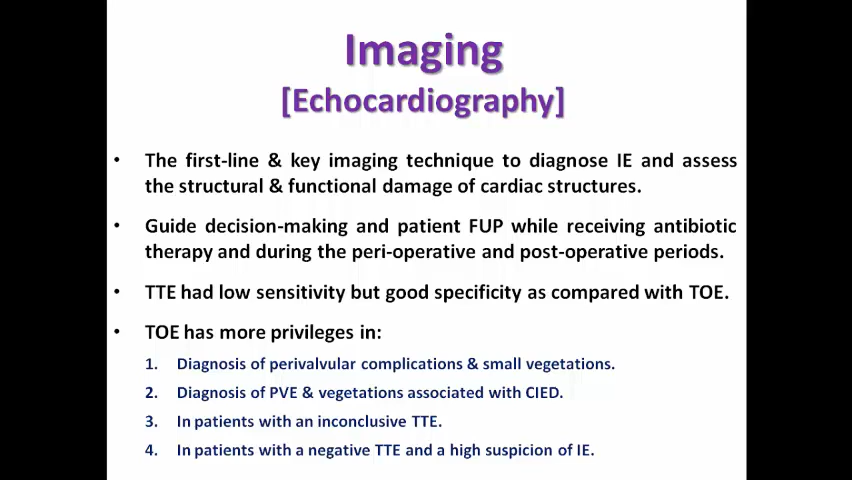 Imaging
[Echocardiography]
• The first-line & key imaging technique to diagnose IE and assess
the structural & functional damage of cardiac structures.
• Guide decision-making and patient FUP while receiving antibiotic
therapy and during the peri-operative and post-operative periods.
• TTE had low sensitivity but good specificity as compared with TOE.
• TOE has more privileges in:
1. Diagnosis of perivalvular complications & small vegetations.
2. Diagnosis of PVE & vegetations associated with CIED.
3. In patients with an inconclusive TTE.
4. In patients with a negative TTE and a high suspicion of IE.